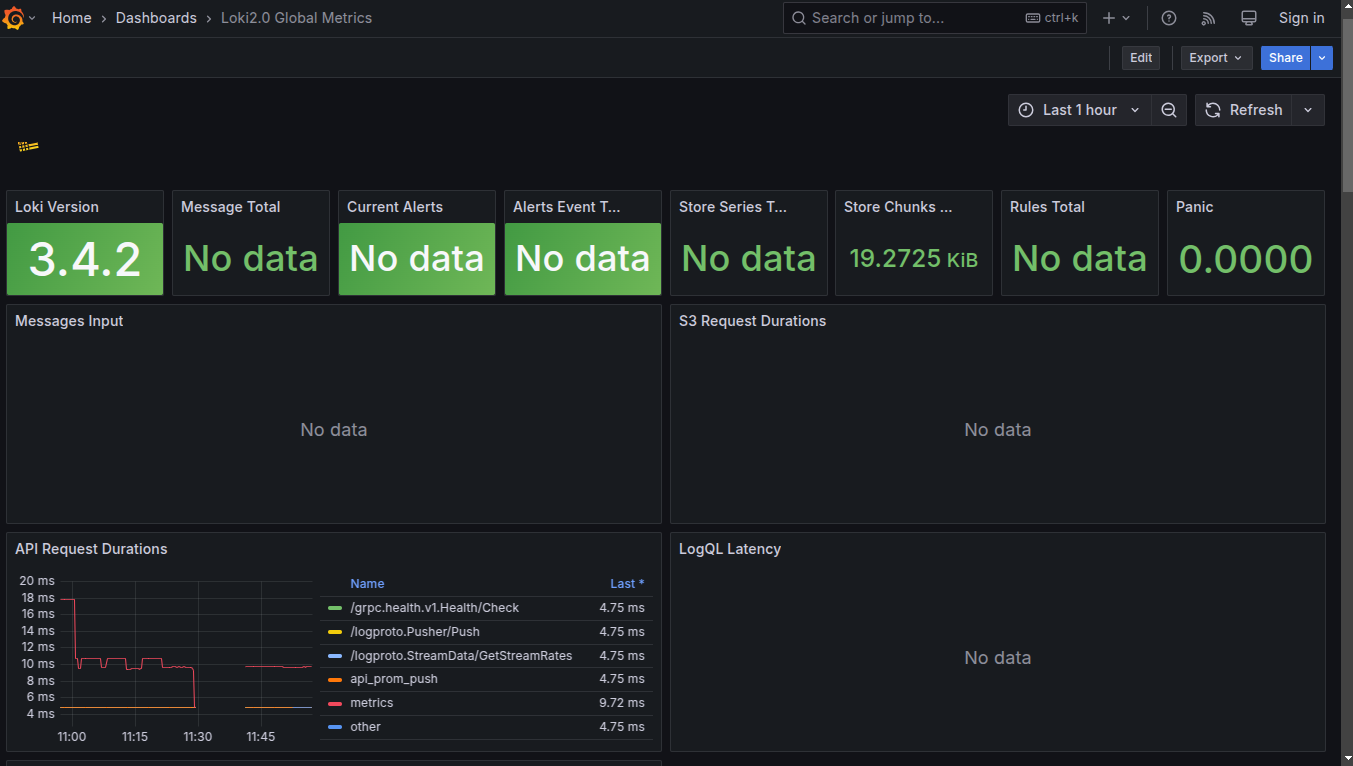 Home › Dashboards › Loki2.0 Global Metrics
Search or jump to... ctrl+k
Sign in
Edit Export Share
Last 1 hour Refresh
Loki Version Message Total Current Alerts Alerts Event T... Store Series T... Store Chunks ... Rules Total Panic
3.4.2 No data No data No data No data 19.2725 KiB No data 0.0000
Messages Input S3 Request Durations
No data No data
API Request Durations LogQL Latency
20 ms
18 ms
16 ms
14 ms
12 ms
10 ms
8 ms
6 ms
4 ms
11:00 11:15 11:30 11:45
Name Last *
/grpc.health.v1.Health/Check 4.75 ms
/logproto.Pusher/Push 4.75 ms
/logproto.StreamData/GetStreamRates 4.75 ms
api_prom_push 4.75 ms
metrics 9.72 ms
other 4.75 ms
No data